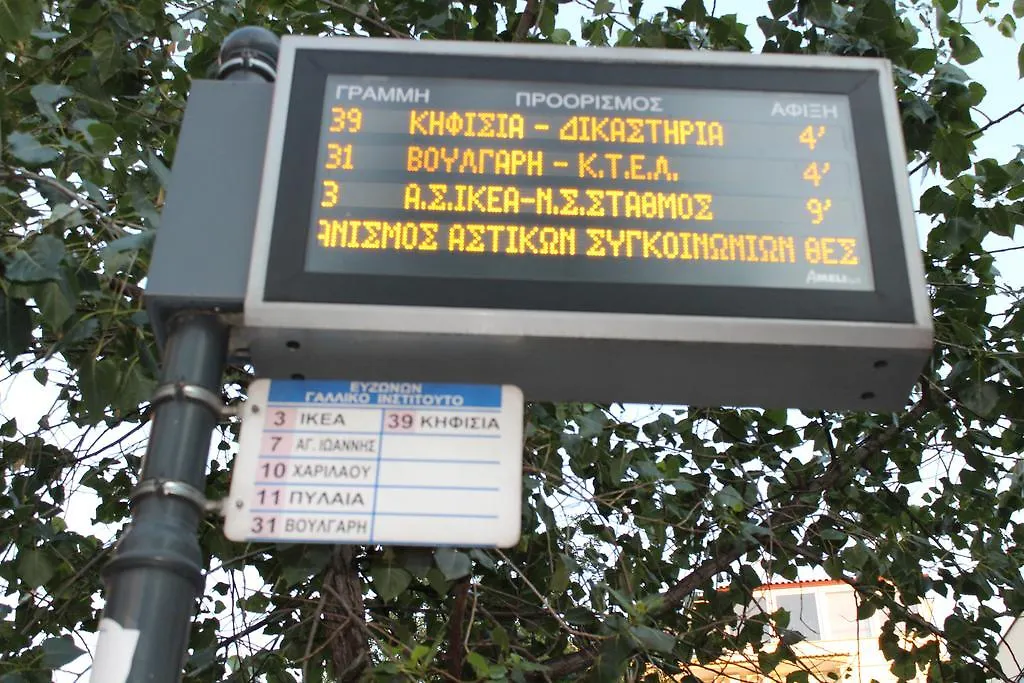 ΓΡΑΜΜΗ ΠΡΟΟΡΙΣΜΟΣ ΑΦΙΞΗ
39 ΚΗΦΙΣΙΑ - ΔΙΚΑΣΤΗΡΙΑ 4'
31 ΒΟΥΛΓΑΡΗ - Κ.Τ.Ε.Λ. 4'
3 Α.Σ.ΙΚΕΑ-Ν.Σ.ΣΤΑΘΜΟΣ 9'
ΑΝΙΣΜΟΣ ΑΣΤΙΚΩΝ ΣΥΓΚΟΙΝΩΝΙΩΝ ΘΕΣ
ΕΥΖΩΝΩΝ
ΓΑΛΛΙΚΟ ΙΝΣΤΙΤΟΥΤΟ
3 ΙΚΕΑ 39 ΚΗΦΙΣΙΑ
7 ΑΓ. ΙΩΑΝΝΗΣ
10 ΧΑΡΙΛΑΟΥ
11 ΠΥΛΑΙΑ
31 ΒΟΥΛΓΑΡΗ